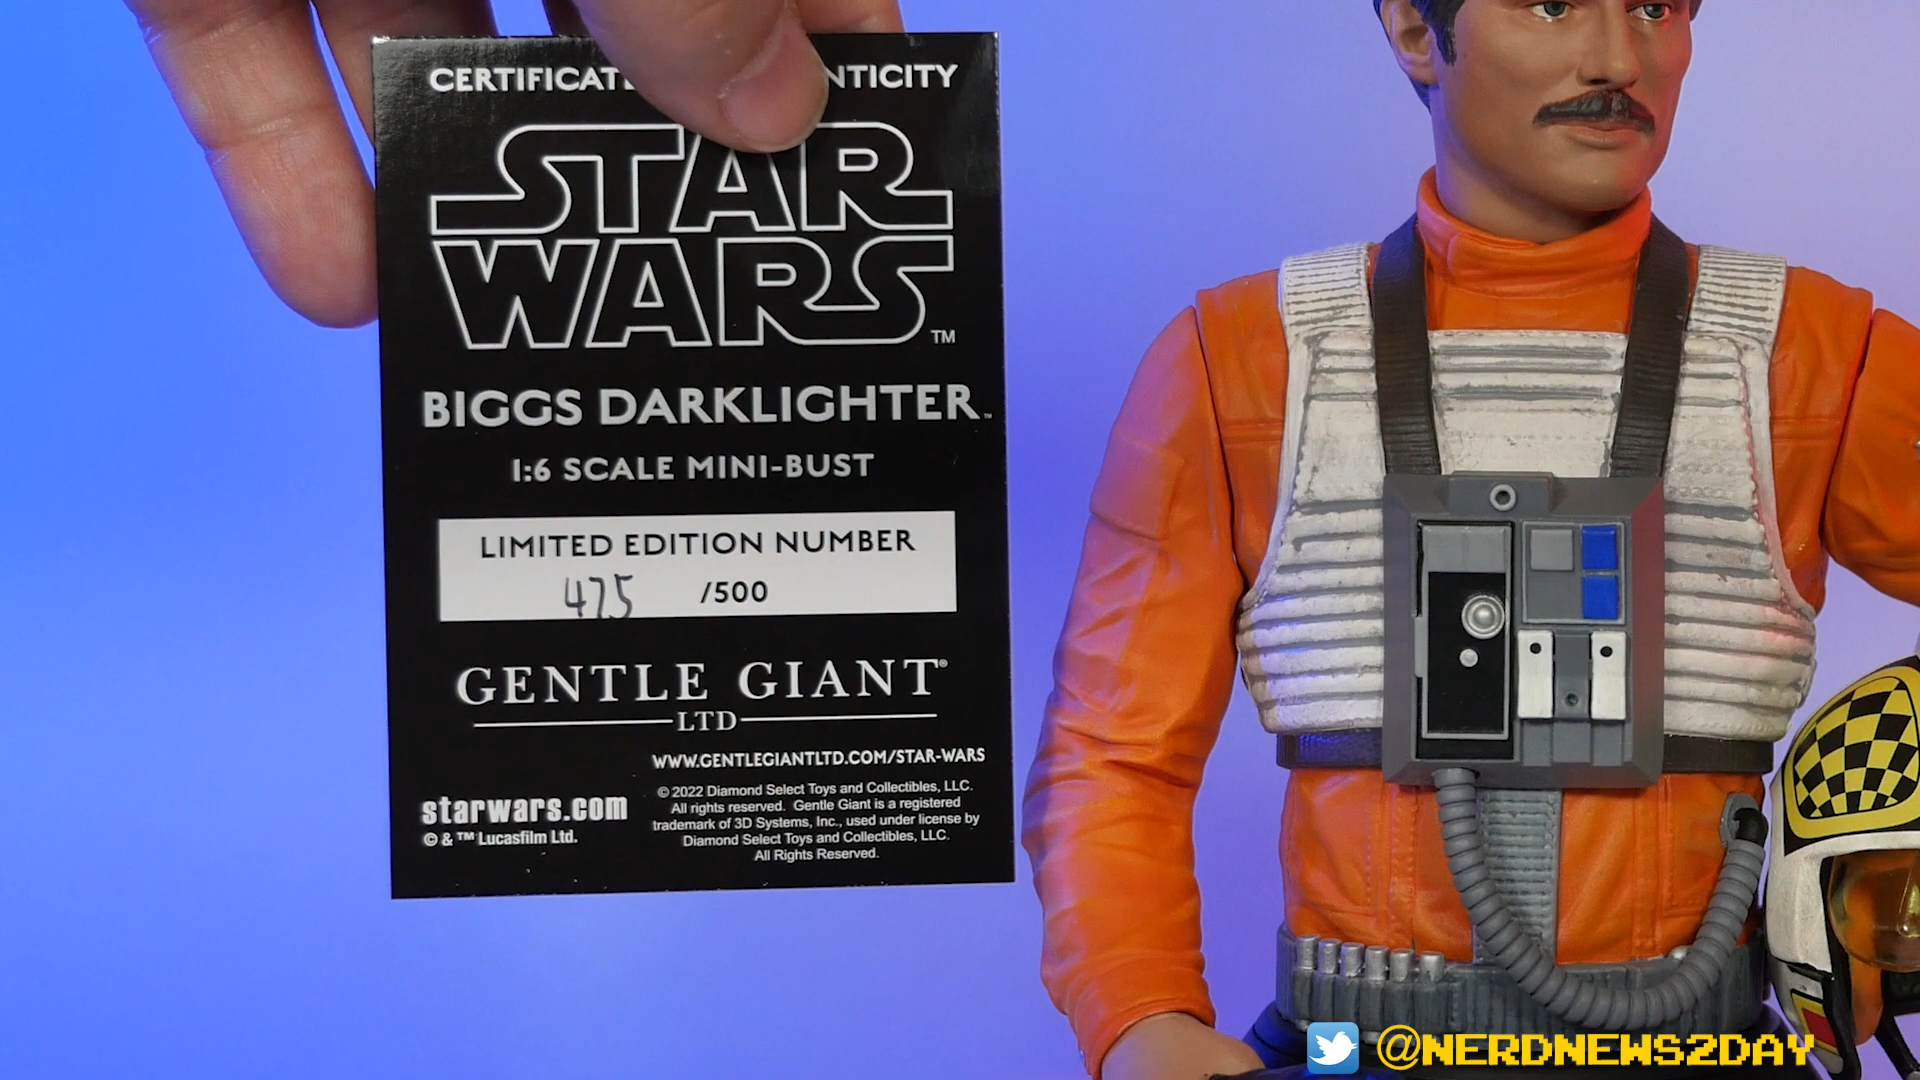 CERTIFICAT NTICITY
STAR
WARS™
BIGGS DARKLIGHTER™
1:6 SCALE MINI-BUST
LIMITED EDITION NUMBER
475 /500
GENTLE GIANT®
LTD
WWW.GENTLEGIANTLTD.COM/STAR-WARS
starwars.com
© & ™ Lucasfilm Ltd.
© 2022 Diamond Select Toys and Collectibles, LLC.
All rights reserved. Gentle Giant is a registered
trademark of 3D Systems, Inc., used under license by
Diamond Select Toys and Collectibles, LLC.
All Rights Reserved.
@NERDNEWS2DAY